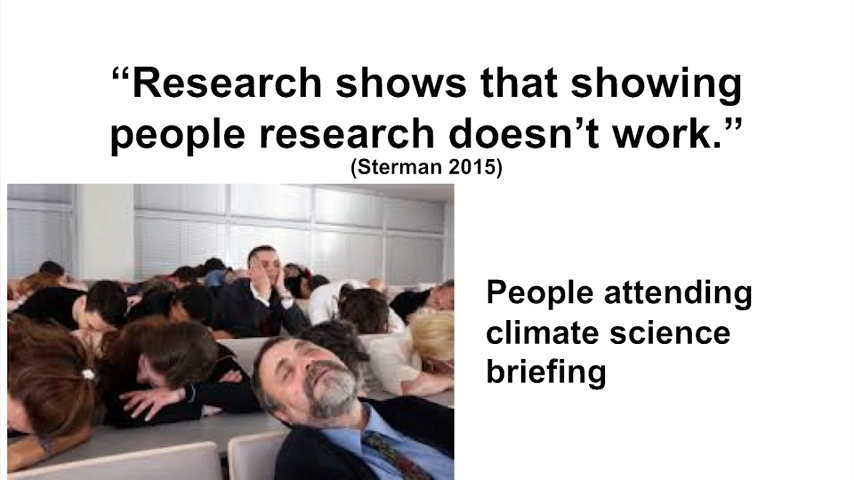 “Research shows that showing
people research doesn’t work.”
(Sterman 2015)
People attending
climate science
briefing